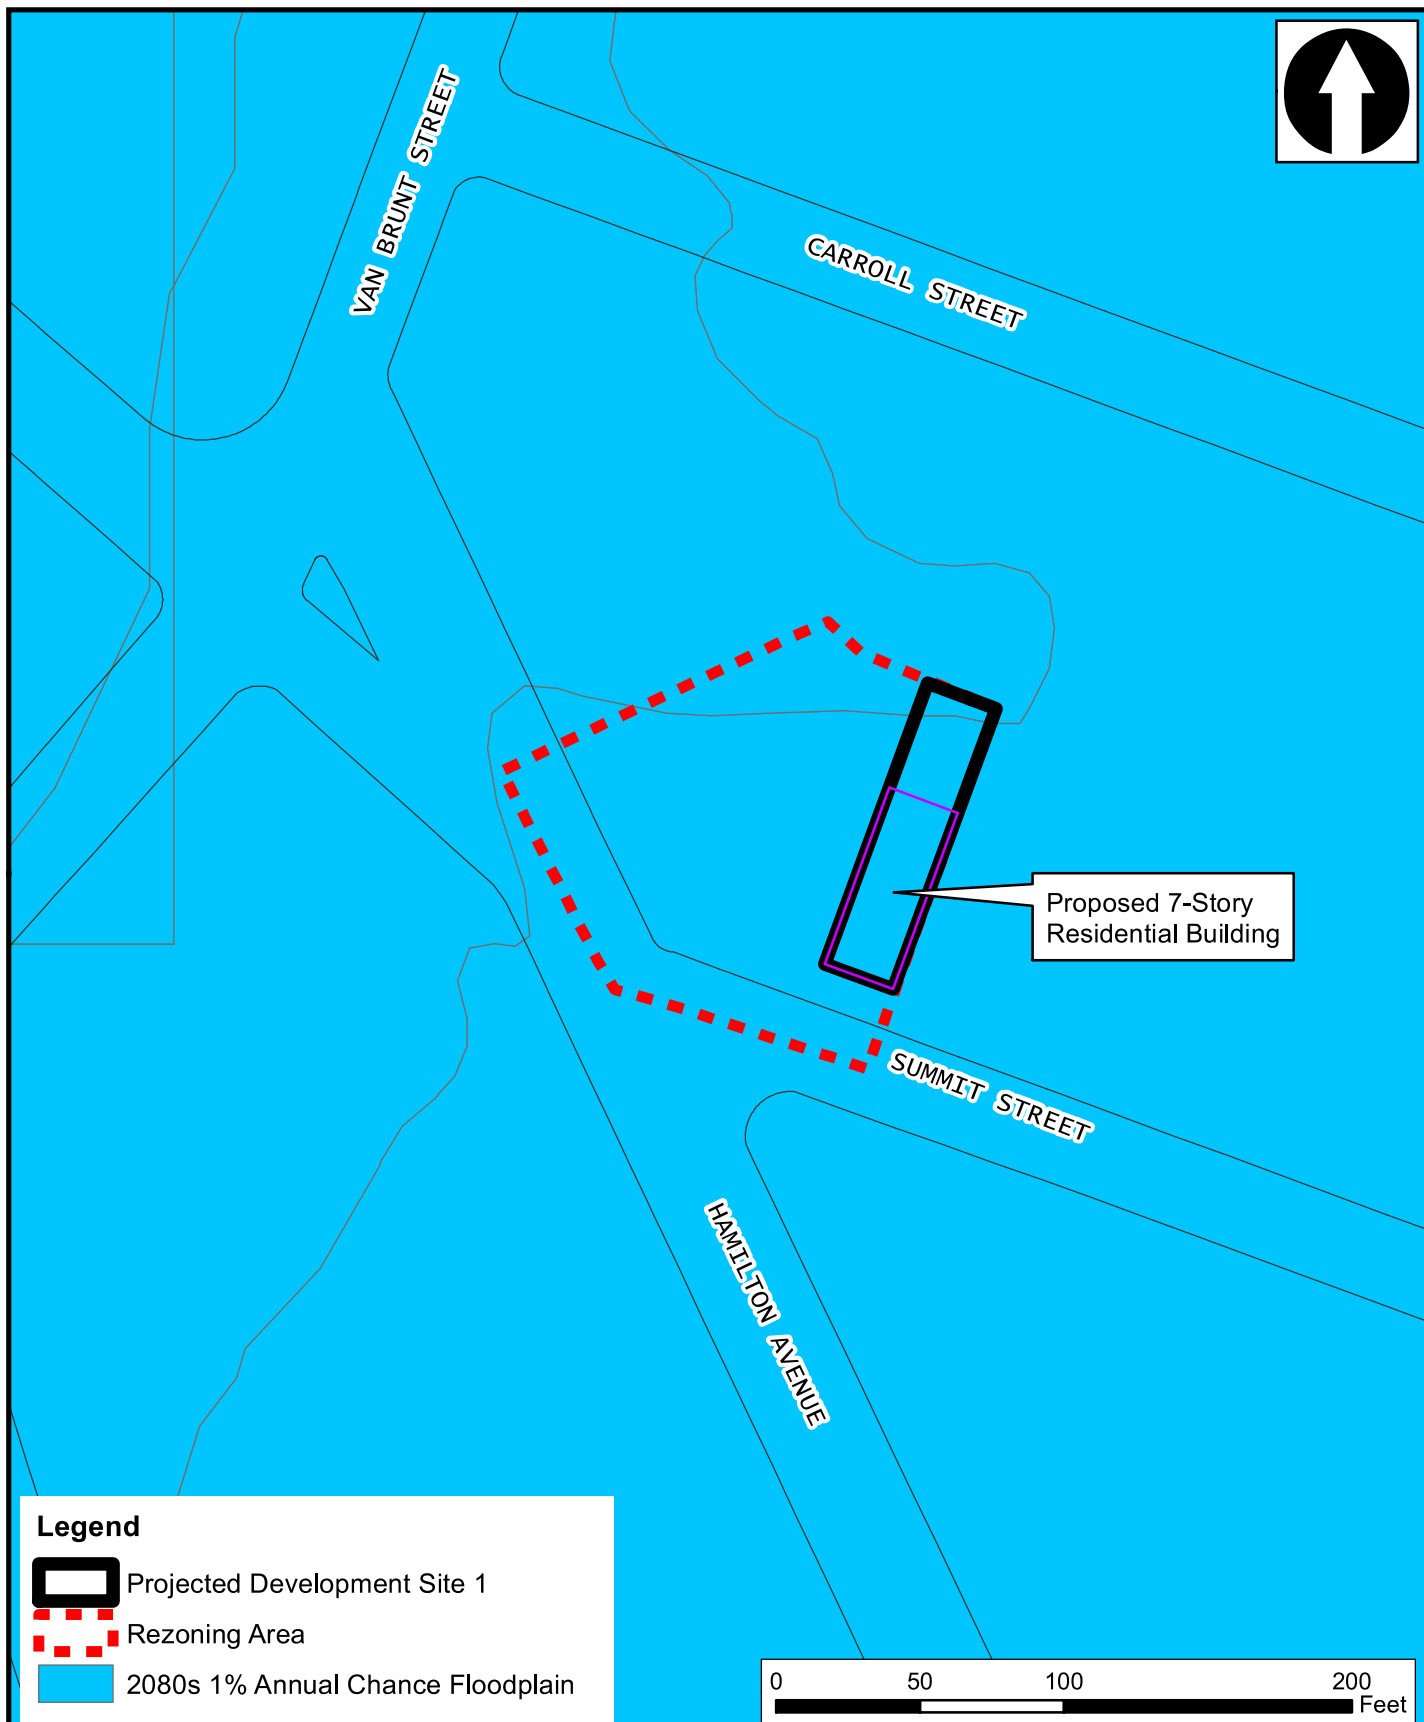 VAN BRUNT STREET
CARROLL STREET
Proposed 7-Story
Residential Building
SUMMIT STREET
HAMILTON AVENUE
Legend
Projected Development Site 1
Rezoning Area
2080s 1% Annual Chance Floodplain
0 50 100 200
Feet